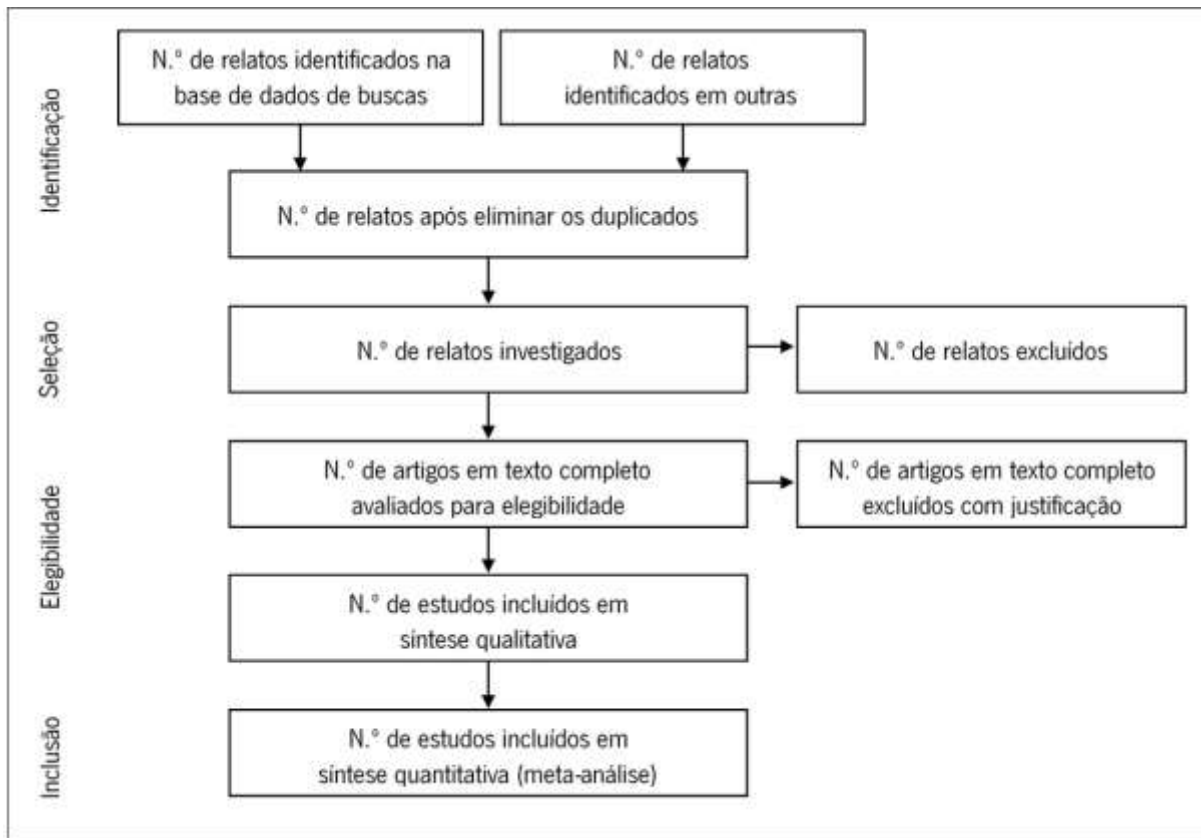 Identificação
N.° de relatos identificados na
base de dados de buscas
N.° de relatos
identificados em outras
N.° de relatos após eliminar os duplicados
Seleção
N.° de relatos investigados
N.° de relatos excluídos
Elegibilidade
N.° de artigos em texto completo
avaliados para elegibilidade
N.° de artigos em texto completo
excluídos com justificação
N.° de estudos incluídos em
síntese qualitativa
Inclusão
N.° de estudos incluídos em
síntese quantitativa (meta-análise)